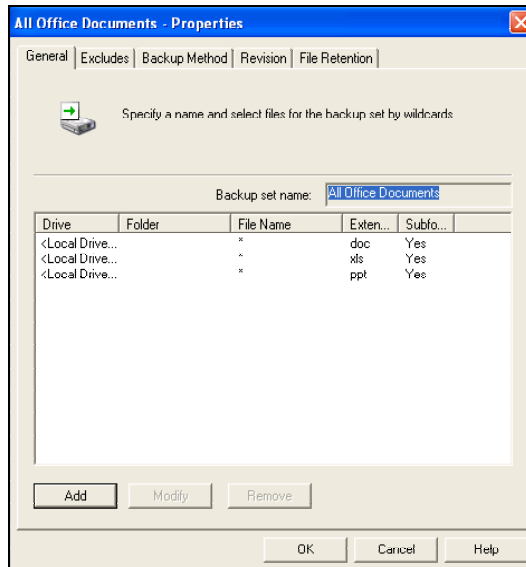 All Office Documents - Properties
General Excludes Backup Method Revision File Retention
Specify a name and select files for the backup set by wildcards
Backup set name: All Office Documents
Drive Folder File Name Exten... Subfo...
<Local Drive... * doc Yes
<Local Drive... * xls Yes
<Local Drive... * ppt Yes
Add Modify Remove
OK Cancel Help